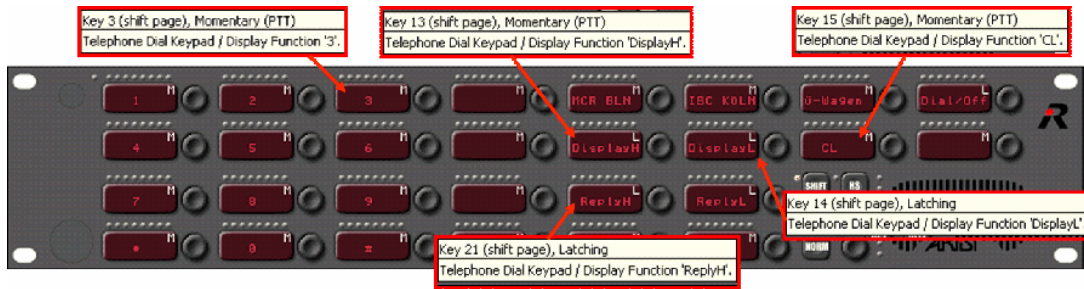 Key 3 (shift page), Momentary (PTT)
Telephone Dial Keypad / Display Function '3'.
Key 13 (shift page), Momentary (PTT)
Telephone Dial Keypad / Display Function 'DisplayH'.
Key 15 (shift page), Momentary (PTT)
Telephone Dial Keypad / Display Function 'CL'.
1 M 2 M 3 M M MCR BLN M IBC KÖLN M Ü-Wagen M Dial/Off L
R
4 M 5 M 6 M M DisplayH L DisplayL L CL M M
SHIFT HS
7 M 8 M 9 M M ReplyH L ReplyL L
Key 14 (shift page), Latching
Telephone Dial Keypad / Display Function 'DisplayL'.
* M 0 M M
NORM
Key 21 (shift page), Latching
Telephone Dial Keypad / Display Function 'ReplyH'.